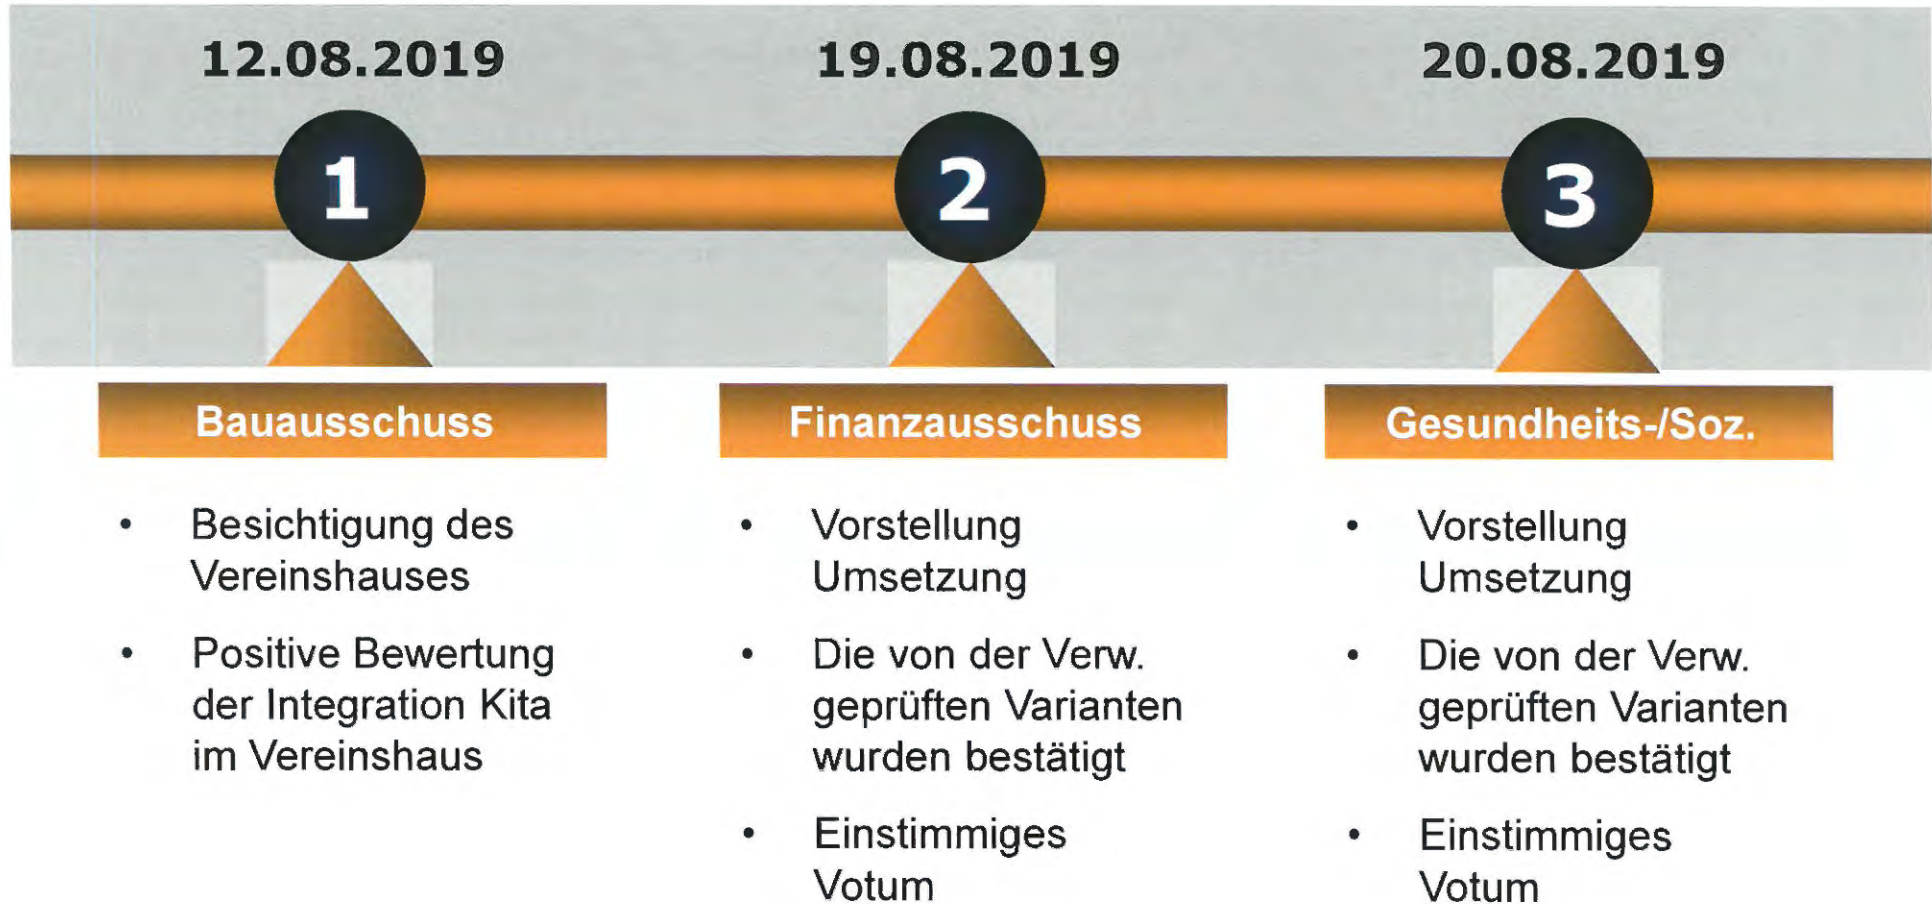 12.08.2019
19.08.2019
20.08.2019
1
2
3
Bauausschuss
Finanzausschuss
Gesundheits-/Soz.
• Besichtigung des
Vereinshauses
• Positive Bewertung
der Integration Kita
im Vereinshaus
• Vorstellung
Umsetzung
• Die von der Verw.
geprüften Varianten
wurden bestätigt
• Einstimmiges
Votum
• Vorstellung
Umsetzung
• Die von der Verw.
geprüften Varianten
wurden bestätigt
• Einstimmiges
Votum